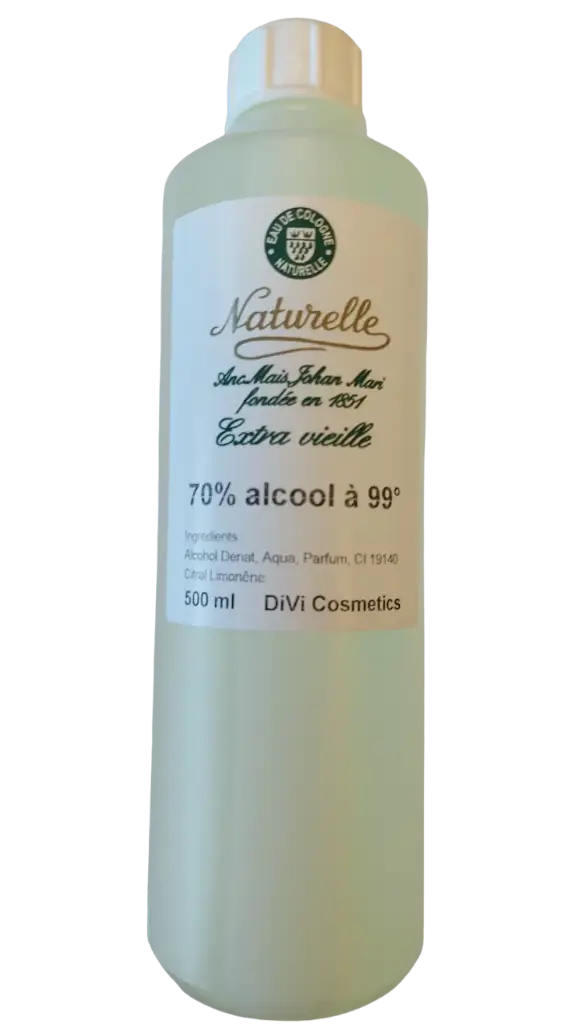 EAU DE COLOGNE
NATURELLE
Naturelle
Anc.Mais.Johan Mari
fondée en 1851
Extra vieille
70% alcool à 99°
Ingredients
Alcohol Denat, Aqua, Parfum, CI 19140
Citral Limonêne
500 ml DiVi Cosmetics